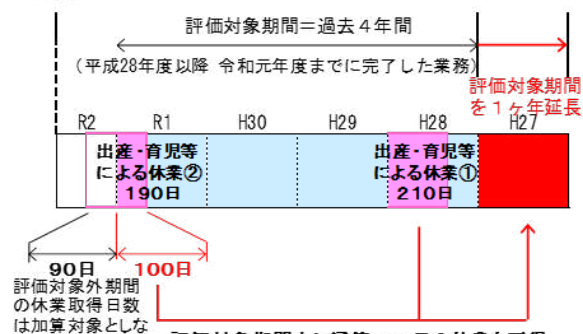 評価対象期間＝過去４年間
（平成28年度以降 令和元年度までに完了した業務）
評価対象期間
を１ヶ年延長
R2 R1 H30 H29 H28 H27
出産・育児等
による休業②
190日
出産・育児等
による休業①
210日
90日
100日
評価対象外期間
の休業取得日数
は加算対象としな